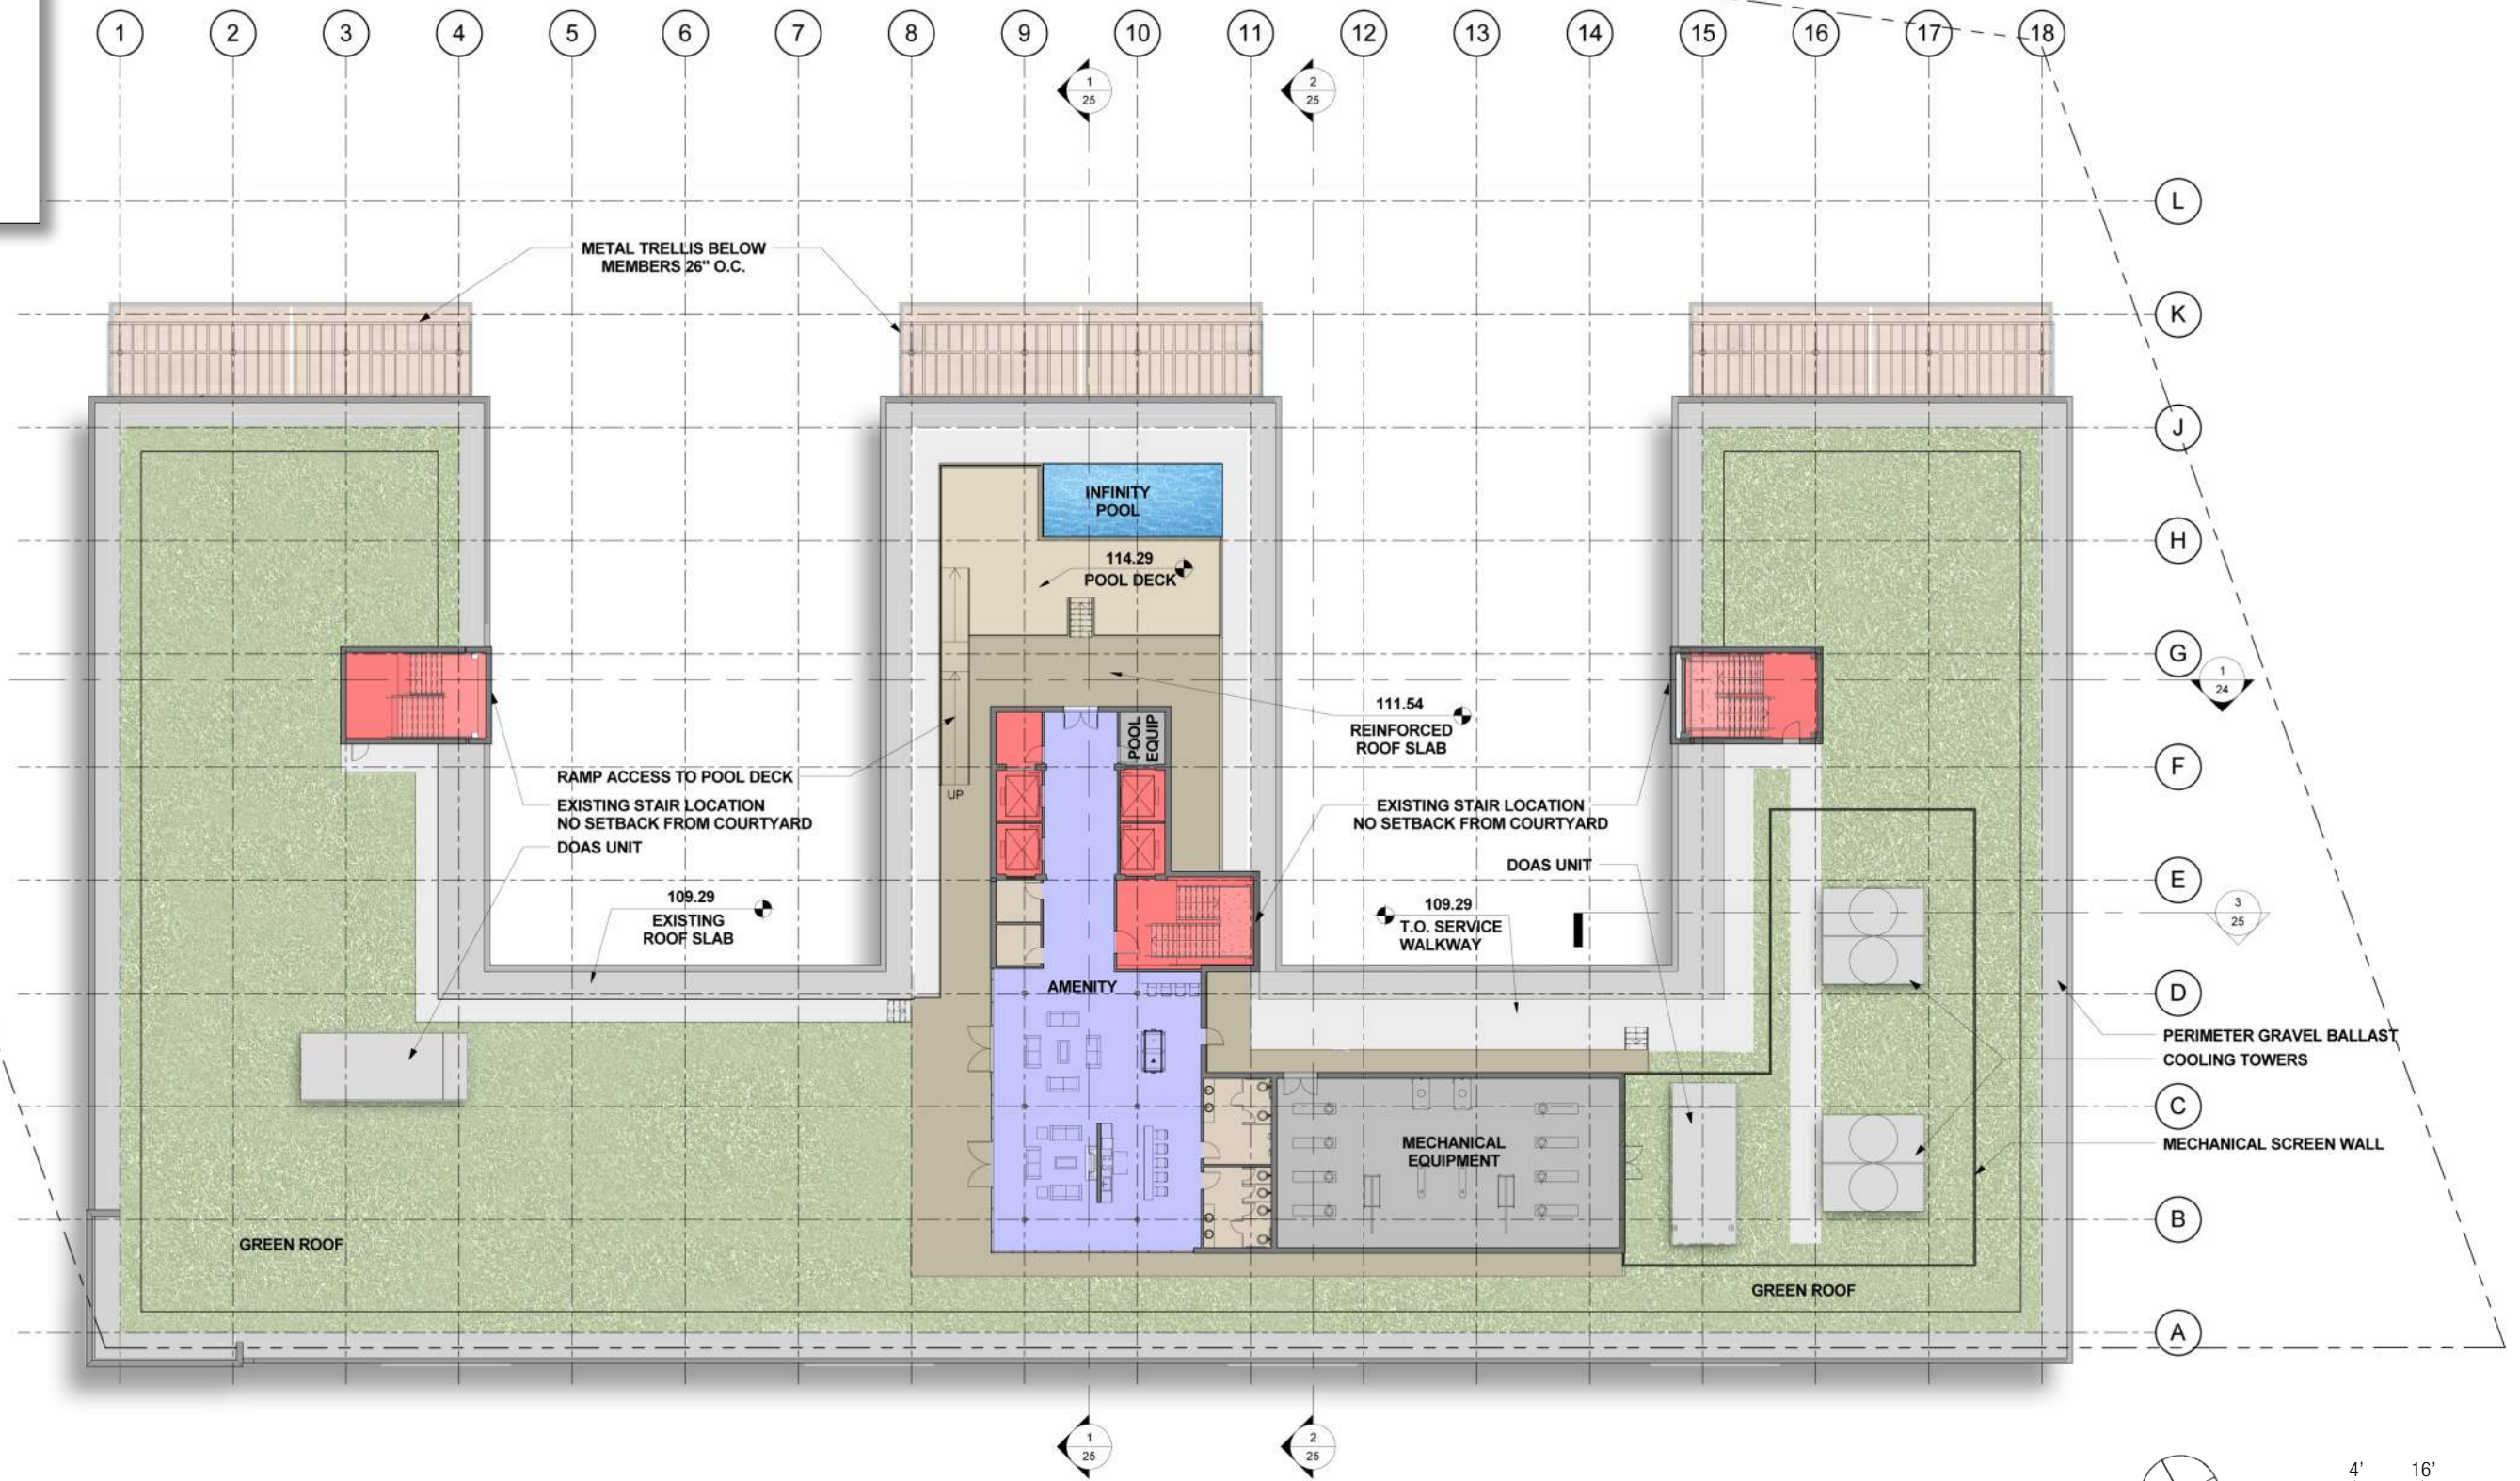 1
2
3
4
5
6
7
8
9
10
11
12
13
14
15
16
17
18
1
25
2
25
L
METAL TRELLIS BELOW
MEMBERS 26" O.C.
K
J
INFINITY
POOL
H
114.29
POOL DECK
G
1
24
111.54
REINFORCED
ROOF SLAB
POOL
EQUIP
F
RAMP ACCESS TO POOL DECK
UP
EXISTING STAIR LOCATION
NO SETBACK FROM COURTYARD
EXISTING STAIR LOCATION
NO SETBACK FROM COURTYARD
DOAS UNIT
DOAS UNIT
E
109.29
EXISTING
ROOF SLAB
109.29
T.O. SERVICE
WALKWAY
3
25
AMENITY
D
PERIMETER GRAVEL BALLAST
COOLING TOWERS
C
MECHANICAL
EQUIPMENT
MECHANICAL SCREEN WALL
B
GREEN ROOF
GREEN ROOF
A
1
25
2
25
4'
16'